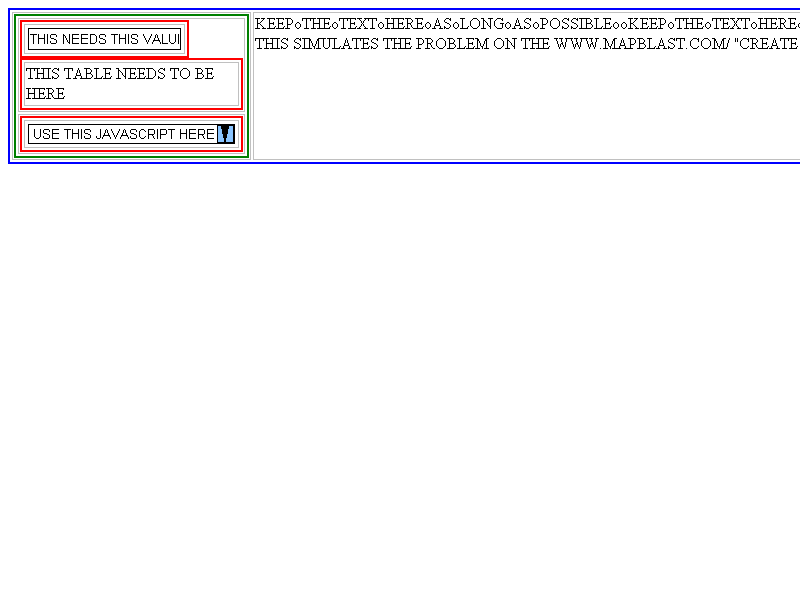 THIS NEEDS THIS VALUI
THIS TABLE NEEDS TO BE
HERE
USE THIS JAVASCRIPT HERE
KEEPoTHEoTEXToHEREoASoLONGoASoPOSSIBLEooKEEPoTHEoTEXToHEREo
THIS SIMULATES THE PROBLEM ON THE WWW.MAPBLAST.COM/ "CREATE